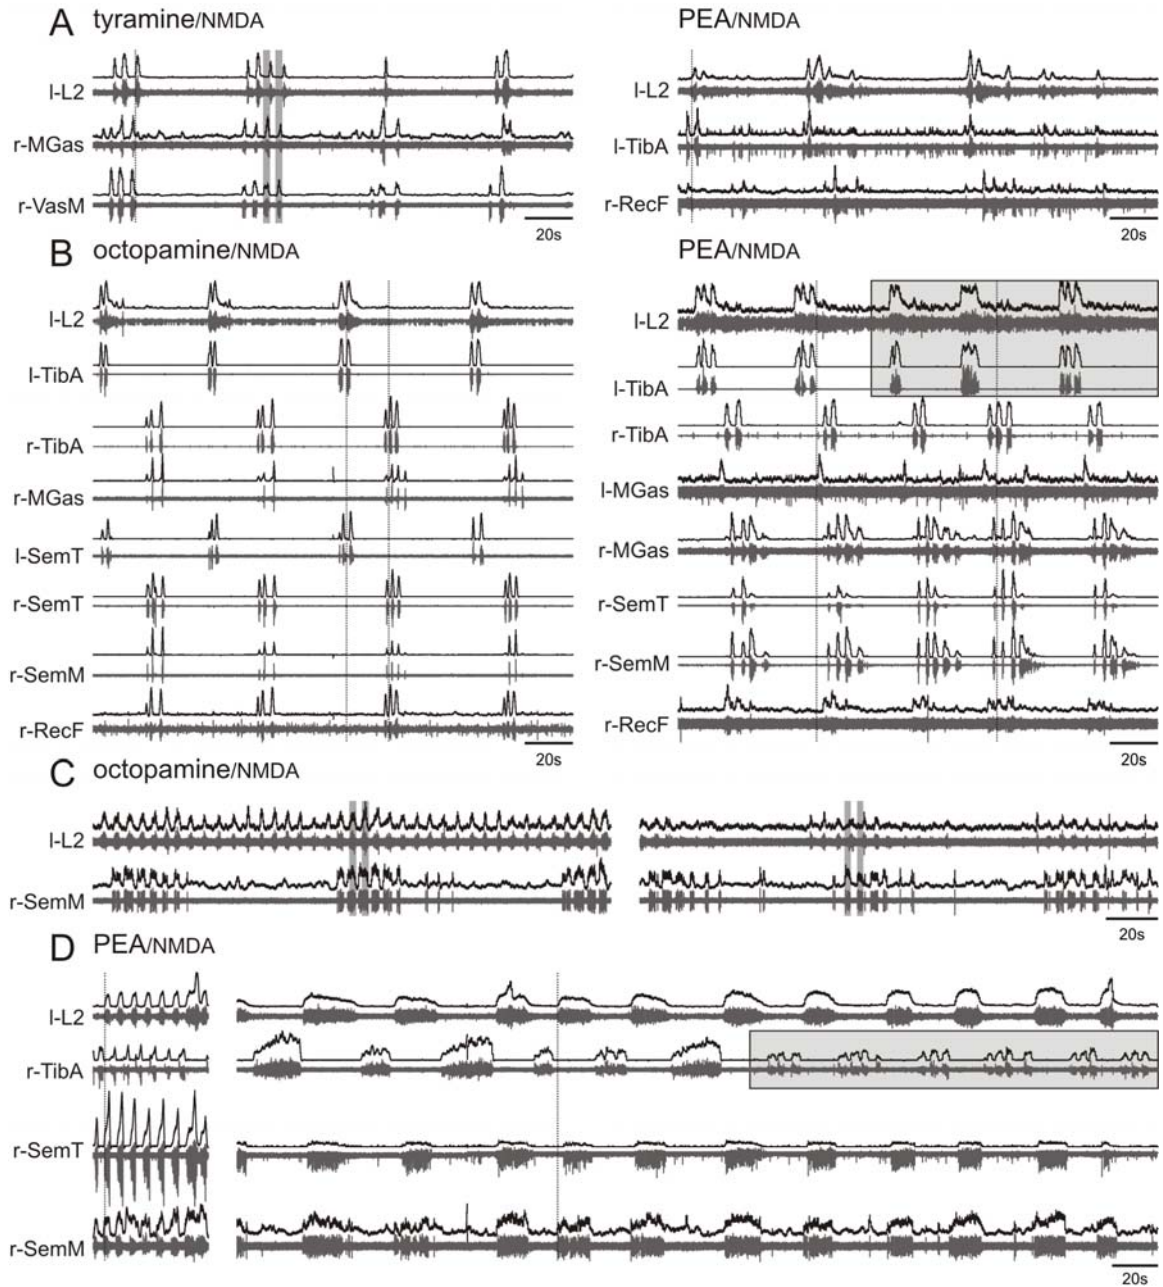 A tyramine/NMDA PEA/NMDA
l-L2 l-L2
r-MGas l-TibA
r-VasM r-RecF
20s 20s
B octopamine/NMDA PEA/NMDA
l-L2 l-L2
l-TibA l-TibA
r-TibA r-TibA
r-MGas l-MGas
l-SemT r-MGas
r-SemT r-SemT
r-SemM r-SemM
r-RecF r-RecF
20s 20s
C octopamine/NMDA
l-L2
r-SemM
20s
D PEA/NMDA
l-L2
r-TibA
r-SemT
r-SemM
20s